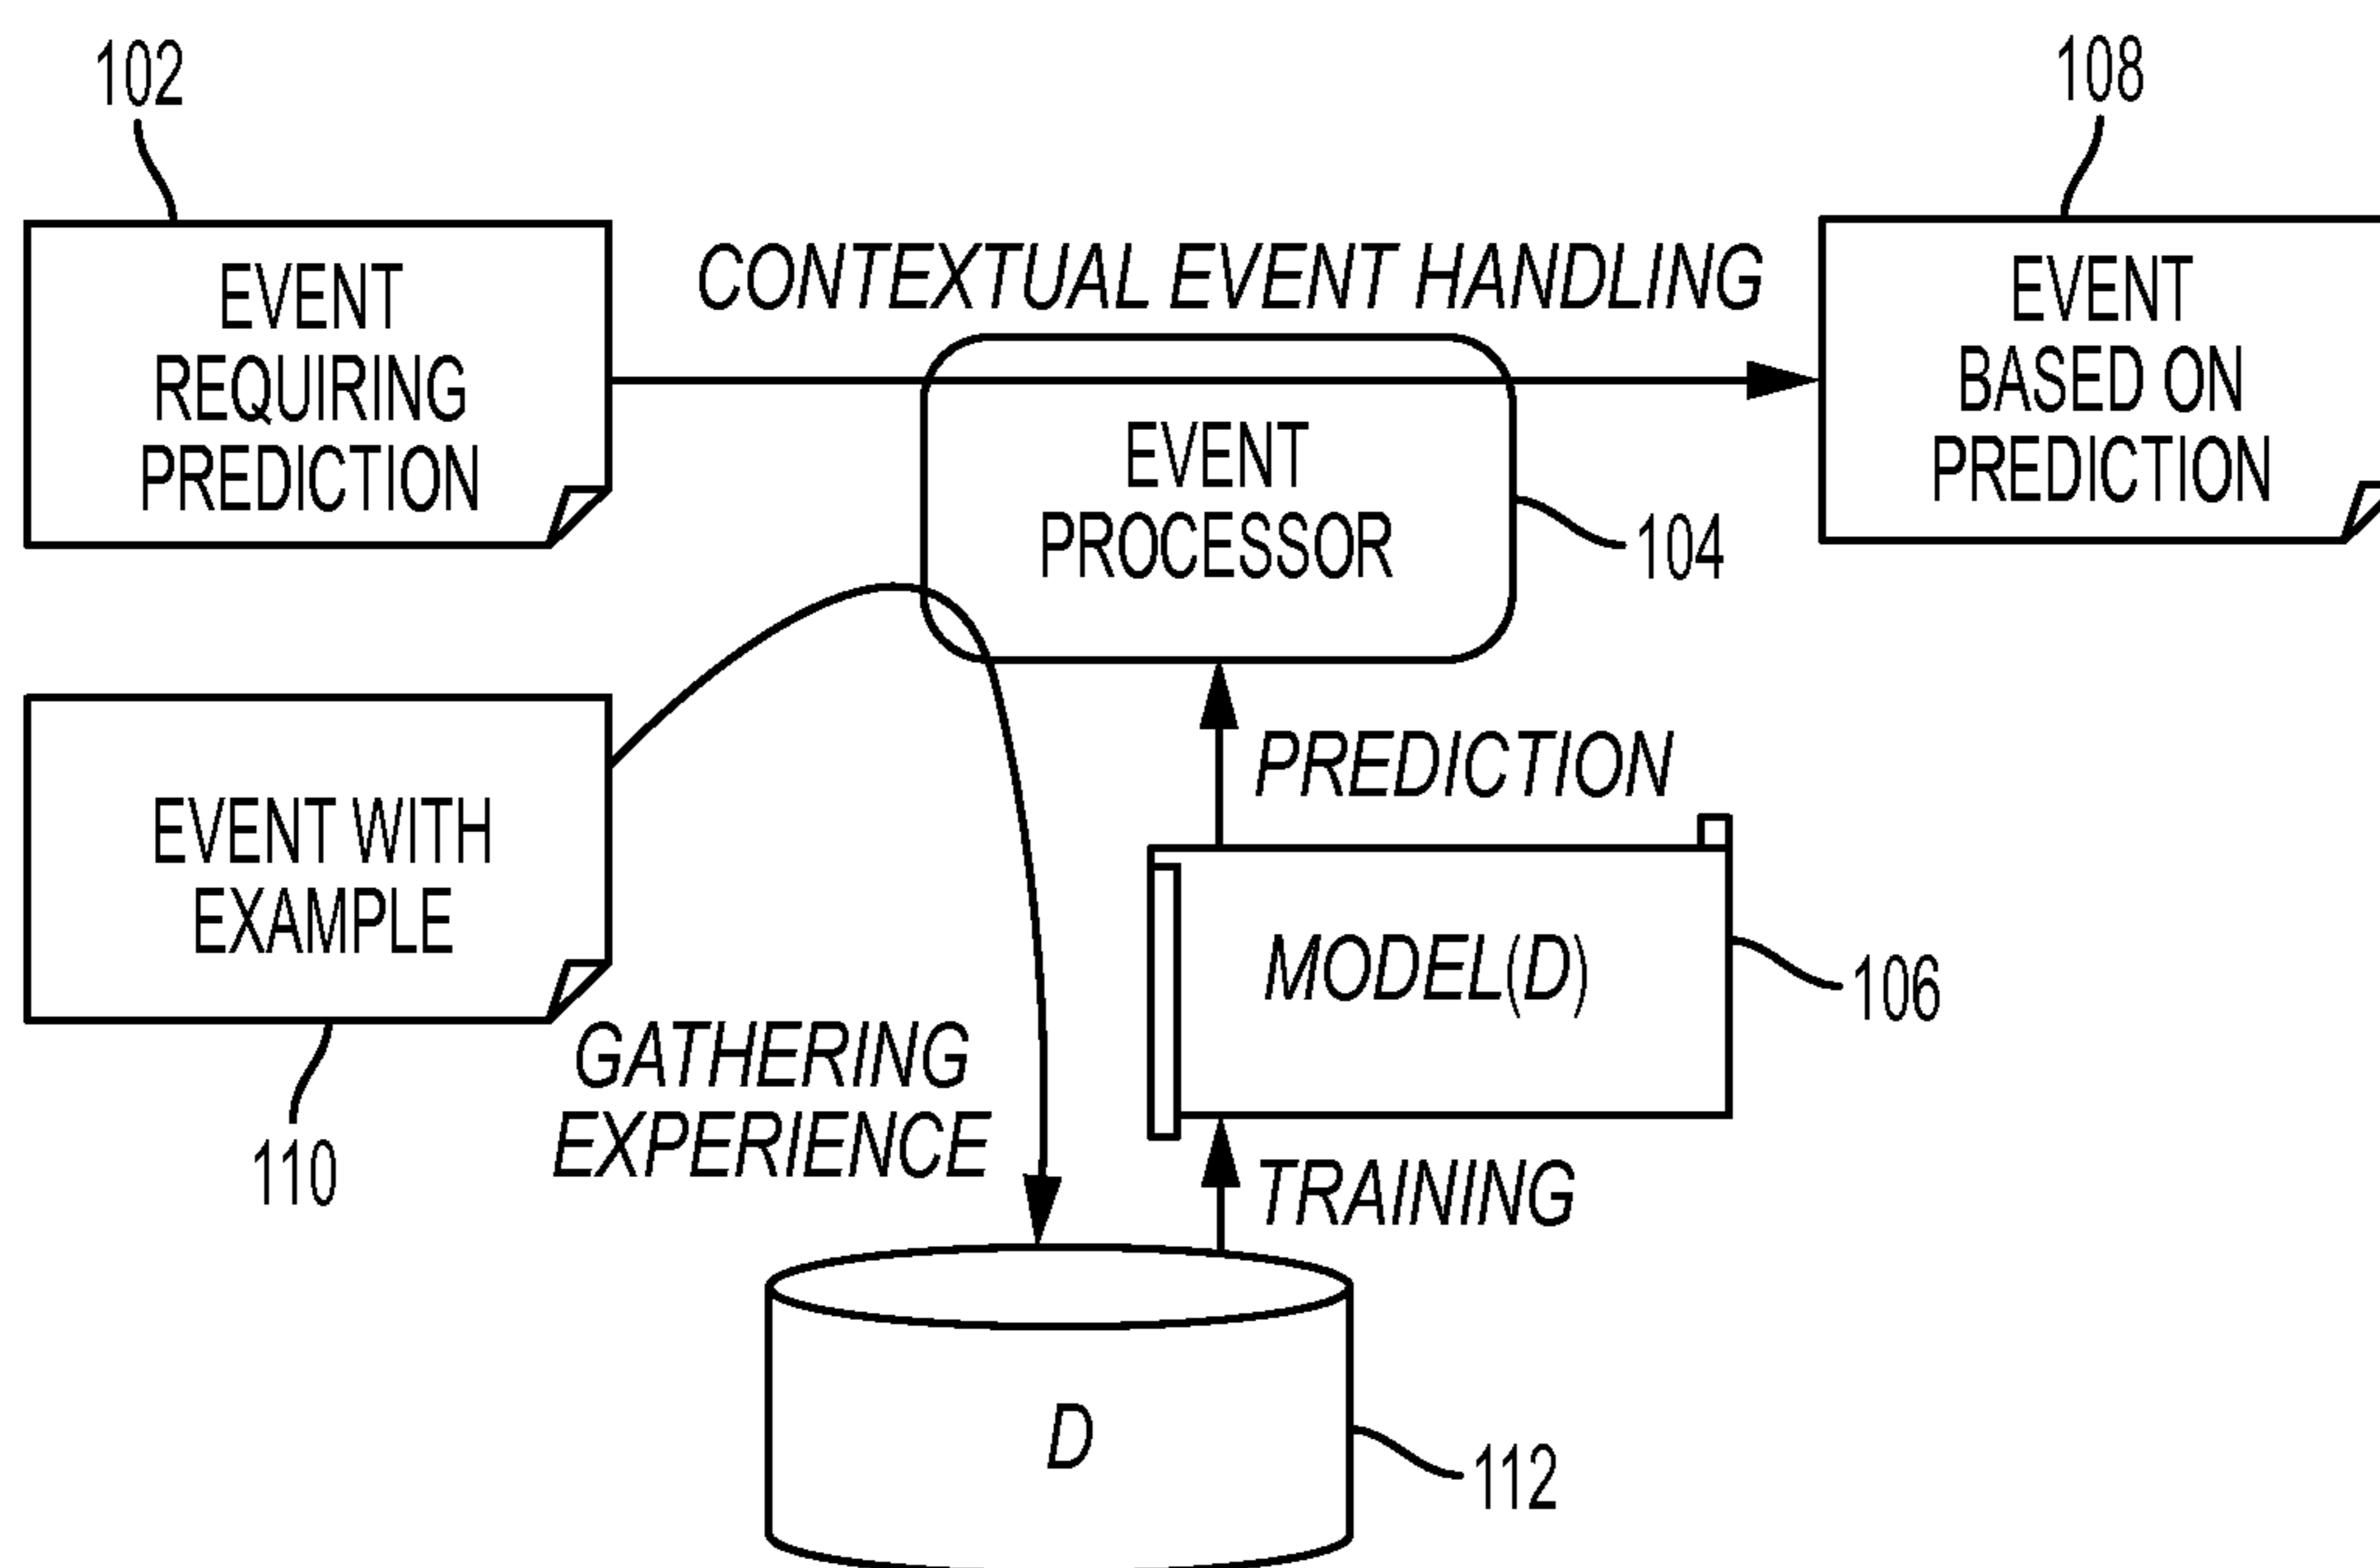 102
108
EVENT
REQUIRING
PREDICTION
CONTEXTUAL EVENT HANDLING
EVENT
BASED ON
PREDICTION
EVENT
PROCESSOR
104
EVENT WITH
EXAMPLE
110
PREDICTION
MODEL(D)
106
GATHERING
EXPERIENCE
TRAINING
D
112